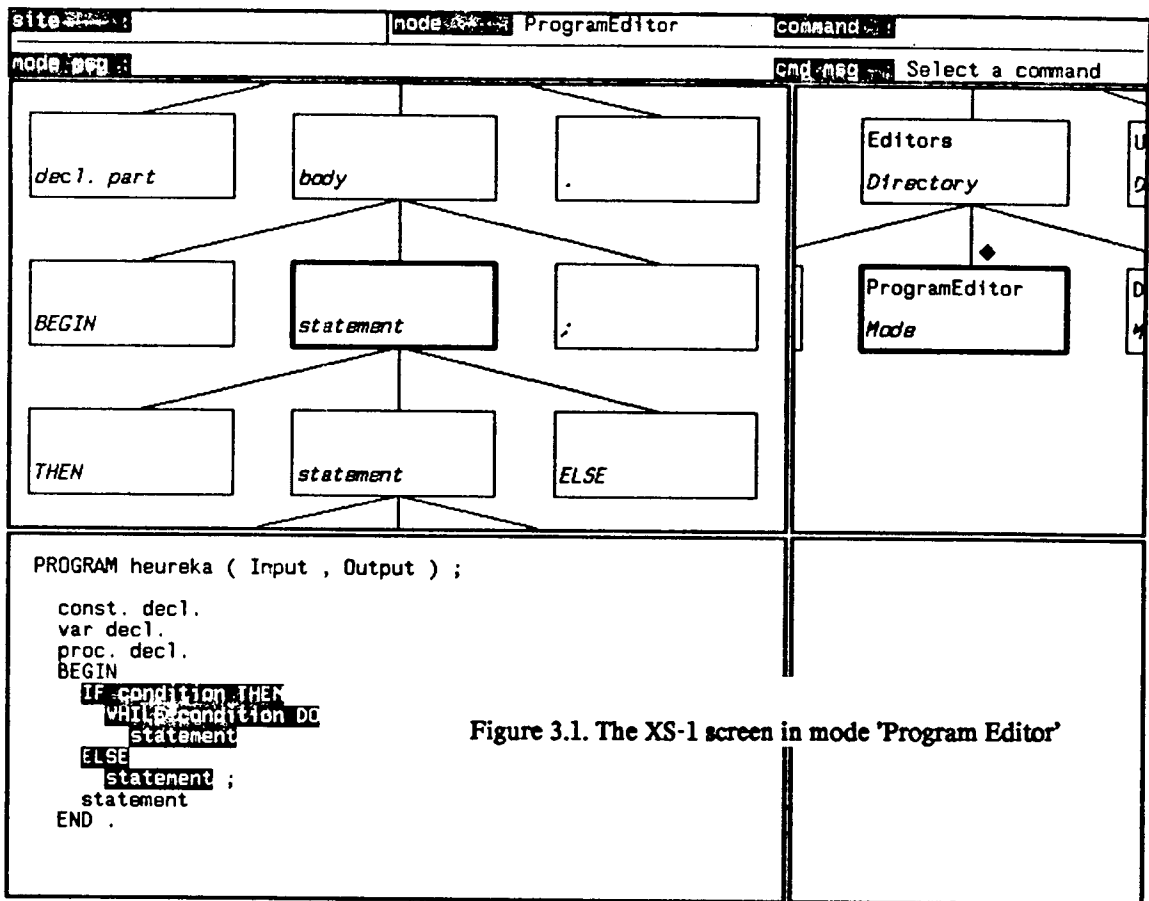 site :
mode : ProgramEditor
command :
mode msg :
cmd msg : Select a command
decl. part
body
.
BEGIN
statement
;
THEN
statement
ELSE
Editors
Directory
U
D
ProgramEditor
Mode
D
PROGRAM heureka ( Input , Output ) ;
const. decl.
var decl.
proc. decl.
BEGIN
IF condition THEN
WHILE condition DO
statement
ELSE
statement ;
statement
END .
Figure 3.1. The XS-1 screen in mode 'Program Editor'